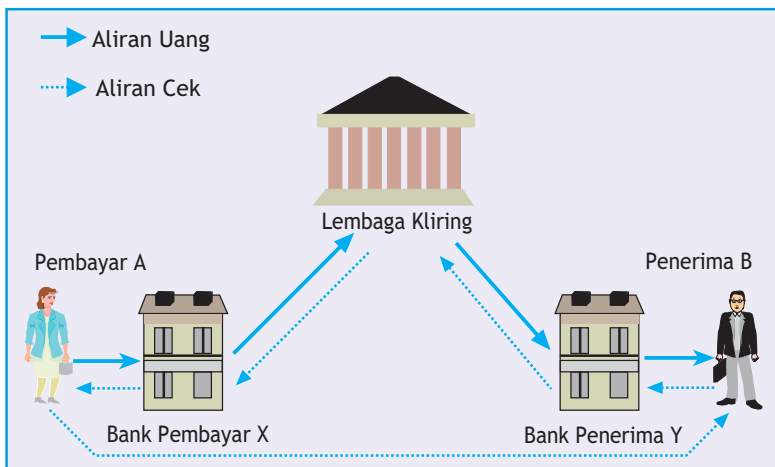 Aliran Uang
Aliran Cek
Lembaga Kliring
Pembayar A
Penerima B
Bank Pembayar X
Bank Penerima Y